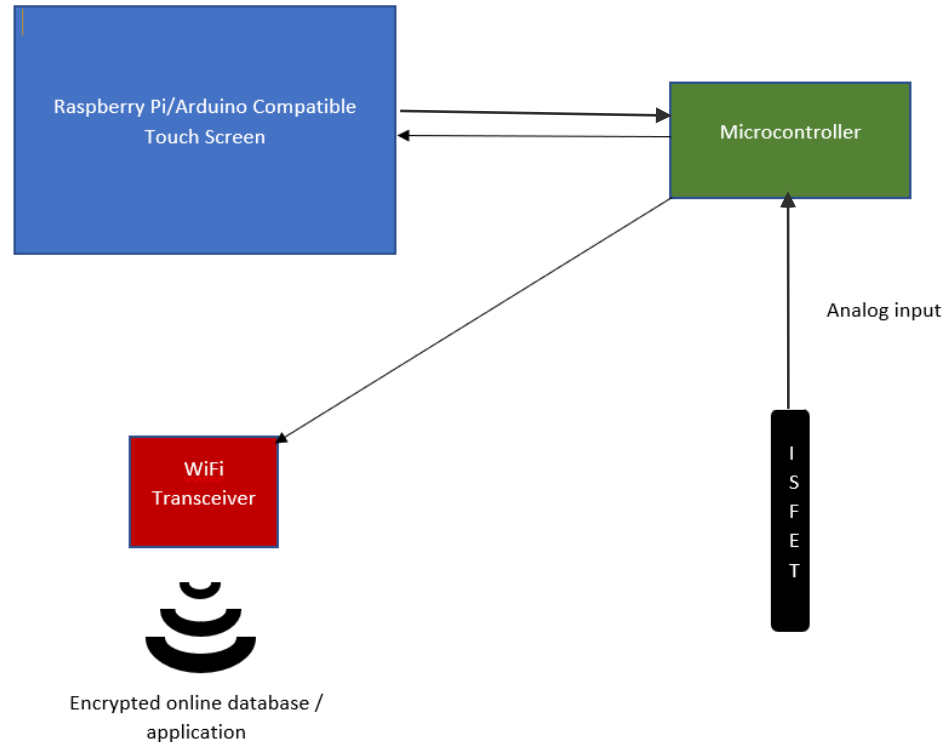 Raspberry Pi/Arduino Compatible
Touch Screen
Microcontroller
Analog input
WiFi
Transceiver
I
S
F
E
T
Encrypted online database /
application